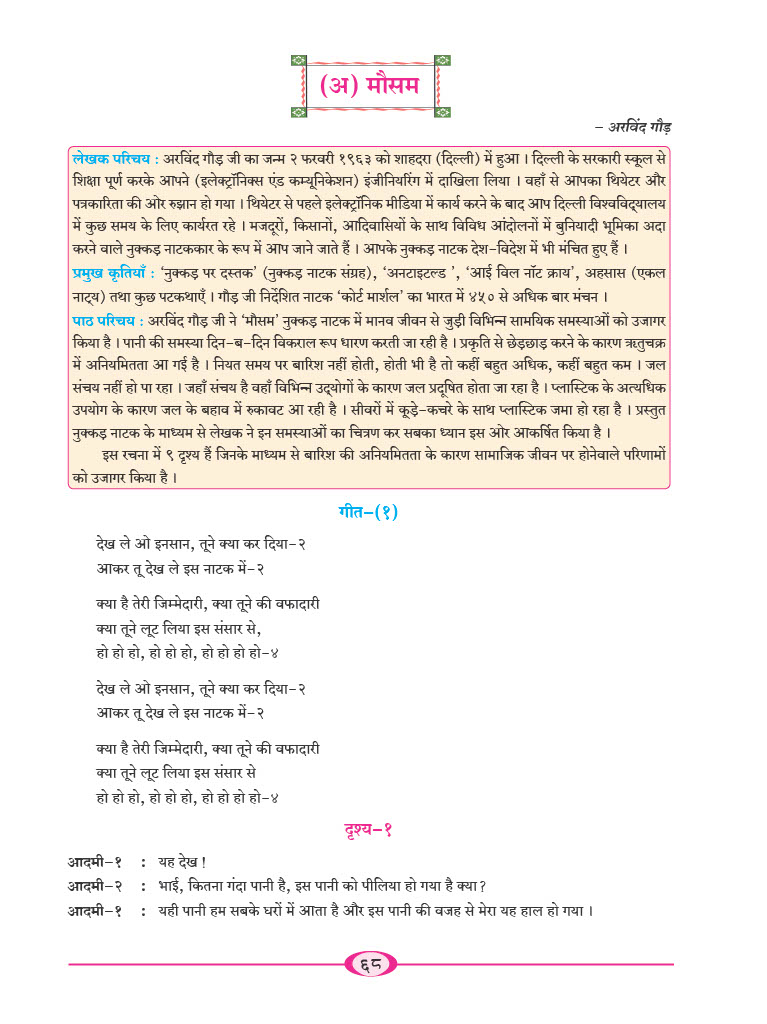 (अ) मौसम
– अरविंद गौड़
लेखक परिचय : अरविंद गौड़ जी का जन्म २ फरवरी १९६३ को शाहदरा (दिल्ली) में हुआ । दिल्ली के सरकारी स्कूल से
शिक्षा पूर्ण करके आपने (इलेक्ट्रॉनिक्स एंड कम्यूनिकेशन) इंजीनियरिंग में दाखिला लिया । वहाँ से आपका थियेटर और
पत्रकारिता की ओर रुझान हो गया । थियेटर से पहले इलेक्ट्रॉनिक मीडिया में कार्य करने के बाद आप दिल्ली विश्वविद्यालय
में कुछ समय के लिए कार्यरत रहे । मजदूरों, किसानों, आदिवासियों के साथ विविध आंदोलनों में बुनियादी भूमिका अदा
करने वाले नुक्कड़ नाटककार के रूप में आप जाने जाते हैं । आपके नुक्कड़ नाटक देश-विदेश में भी मंचित हुए हैं ।
प्रमुख कृतियाँ : ‘नुक्कड़ पर दस्तक’ (नुक्कड़ नाटक संग्रह), ‘अनटाइटल्ड ’, ‘आई विल नॉट क्राय’, अहसास (एकल
नाट्य) तथा कुछ पटकथाएँ । गौड़ जी निर्देशित नाटक ‘कोर्ट मार्शल’ का भारत में ४५० से अधिक बार मंचन ।
पाठ परिचय : अरविंद गौड़ जी ने ‘मौसम’ नुक्कड़ नाटक में मानव जीवन से जुड़ी विभिन्न सामयिक समस्याओं को उजागर
किया है । पानी की समस्या दिन-ब-दिन विकराल रूप धारण करती जा रही है । प्रकृति से छेड़छाड़ करने के कारण ऋतुचक्र
में अनियमितता आ गई है । नियत समय पर बारिश नहीं होती, होती भी है तो कहीं बहुत अधिक, कहीं बहुत कम । जल
संचय नहीं हो पा रहा । जहाँ संचय है वहाँ विभिन्न उद्योगों के कारण जल प्रदूषित होता जा रहा है । प्लास्टिक के अत्यधिक
उपयोग के कारण जल के बहाव में रुकावट आ रही है । सीवरों में कूड़े-कचरे के साथ प्लास्टिक जमा हो रहा है । प्रस्तुत
नुक्कड़ नाटक के माध्यम से लेखक ने इन समस्याओं का चित्रण कर सबका ध्यान इस ओर आकर्षित किया है ।
इस रचना में ९ दृश्य हैं जिनके माध्यम से बारिश की अनियमितता के कारण सामाजिक जीवन पर होनेवाले परिणामों
को उजागर किया है ।
गीत-(१)
देख ले ओ इनसान, तूने क्या कर दिया-२
आकर तू देख ले इस नाटक में-२
क्या है तेरी जिम्मेदारी, क्या तूने की वफादारी
क्या तूने लूट लिया इस संसार से,
हो हो हो, हो हो हो, हो हो हो हो-४
देख ले ओ इनसान, तूने क्या कर दिया-२
आकर तू देख ले इस नाटक में-२
क्या है तेरी जिम्मेदारी, क्या तूने की वफादारी
क्या तूने लूट लिया इस संसार से
हो हो हो, हो हो हो, हो हो हो हो-४
दृश्य-१
आदमी-१ : यह देख !
आदमी-२ : भाई, कितना गंदा पानी है, इस पानी को पीलिया हो गया है क्या ?
आदमी-१ : यही पानी हम सबके घरों में आता है और इस पानी की वजह से मेरा यह हाल हो गया ।
६८